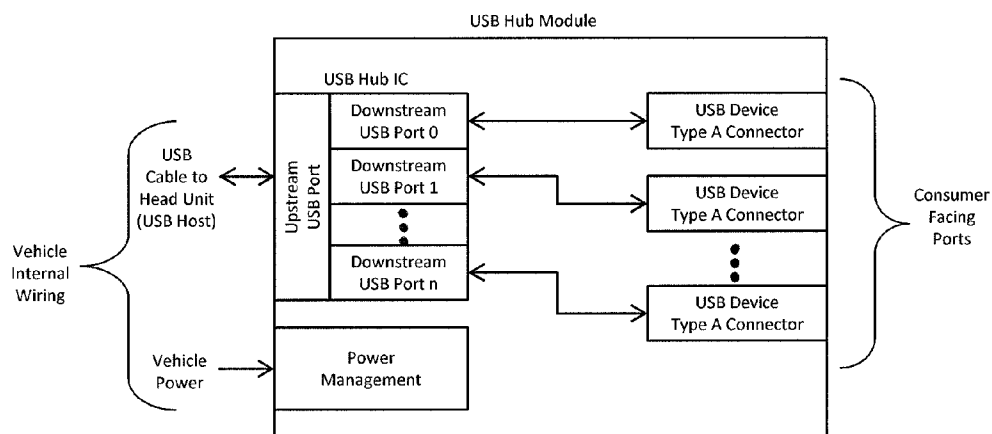 USB Hub Module
USB Hub IC
Upstream
USB Port
Downstream
USB Port 0
Downstream
USB Port 1
Downstream
USB Port n
USB Device
Type A Connector
USB Device
Type A Connector
USB Device
Type A Connector
USB
Cable to
Head Unit
(USB Host)
Vehicle
Internal
Wiring
Vehicle
Power
Power
Management
Consumer
Facing
Ports